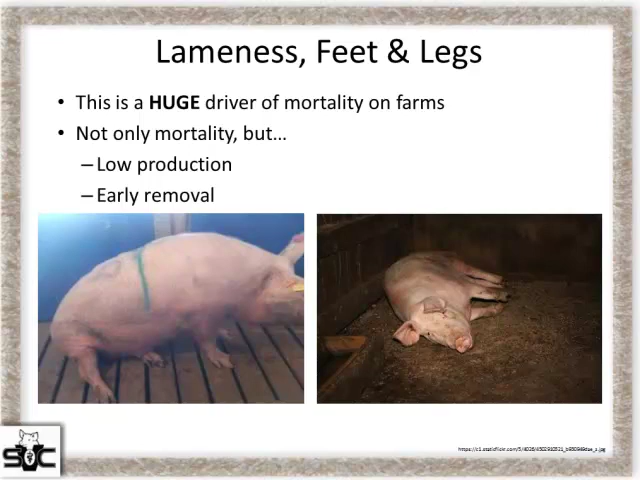 Lameness, Feet & Legs
• This is a HUGE driver of mortality on farms
• Not only mortality, but…
– Low production
– Early removal
SVC